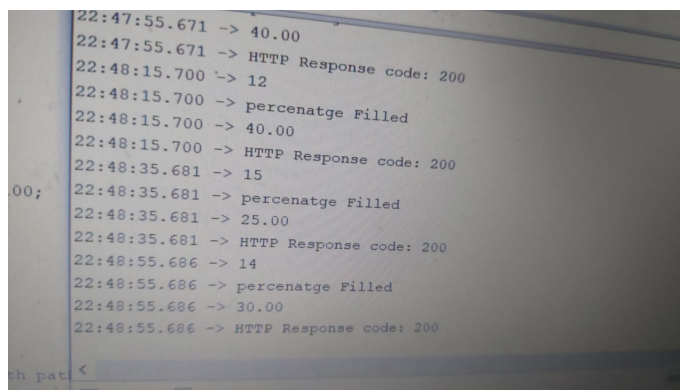 22:47:55.671 -> 40.00
22:47:55.671 -> HTTP Response code: 200
22:48:15.700 -> 12
22:48:15.700 -> percenatge Filled
22:48:15.700 -> 40.00
22:48:15.700 -> HTTP Response code: 200
22:48:35.681 -> 15
22:48:35.681 -> percenatge Filled
22:48:35.681 -> 25.00
22:48:35.681 -> HTTP Response code: 200
22:48:55.686 -> 14
22:48:55.686 -> percenatge Filled
22:48:55.686 -> 30.00
22:48:55.686 -> HTTP Response code: 200
00;
th pat